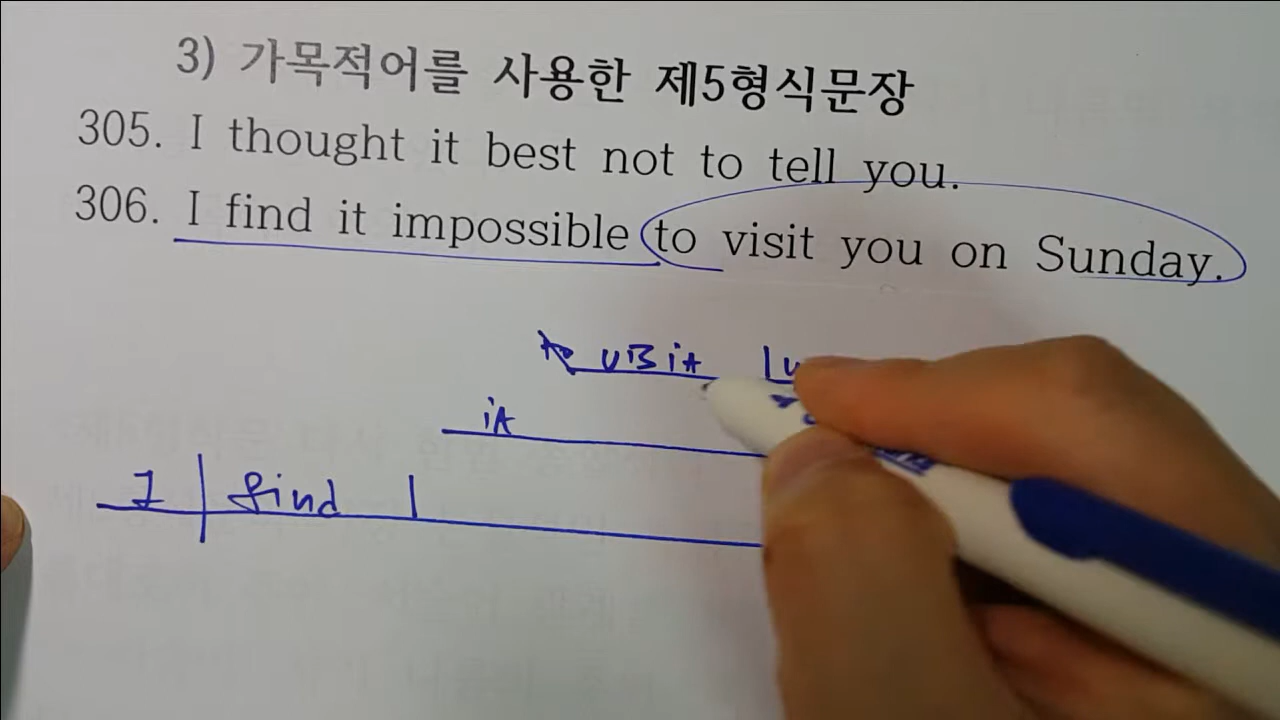 3) 가목적어를 사용한 제5형식문장
305. I thought it best not to tell you.
306. I find it impossible to visit you on Sunday.
to visit
it
I find